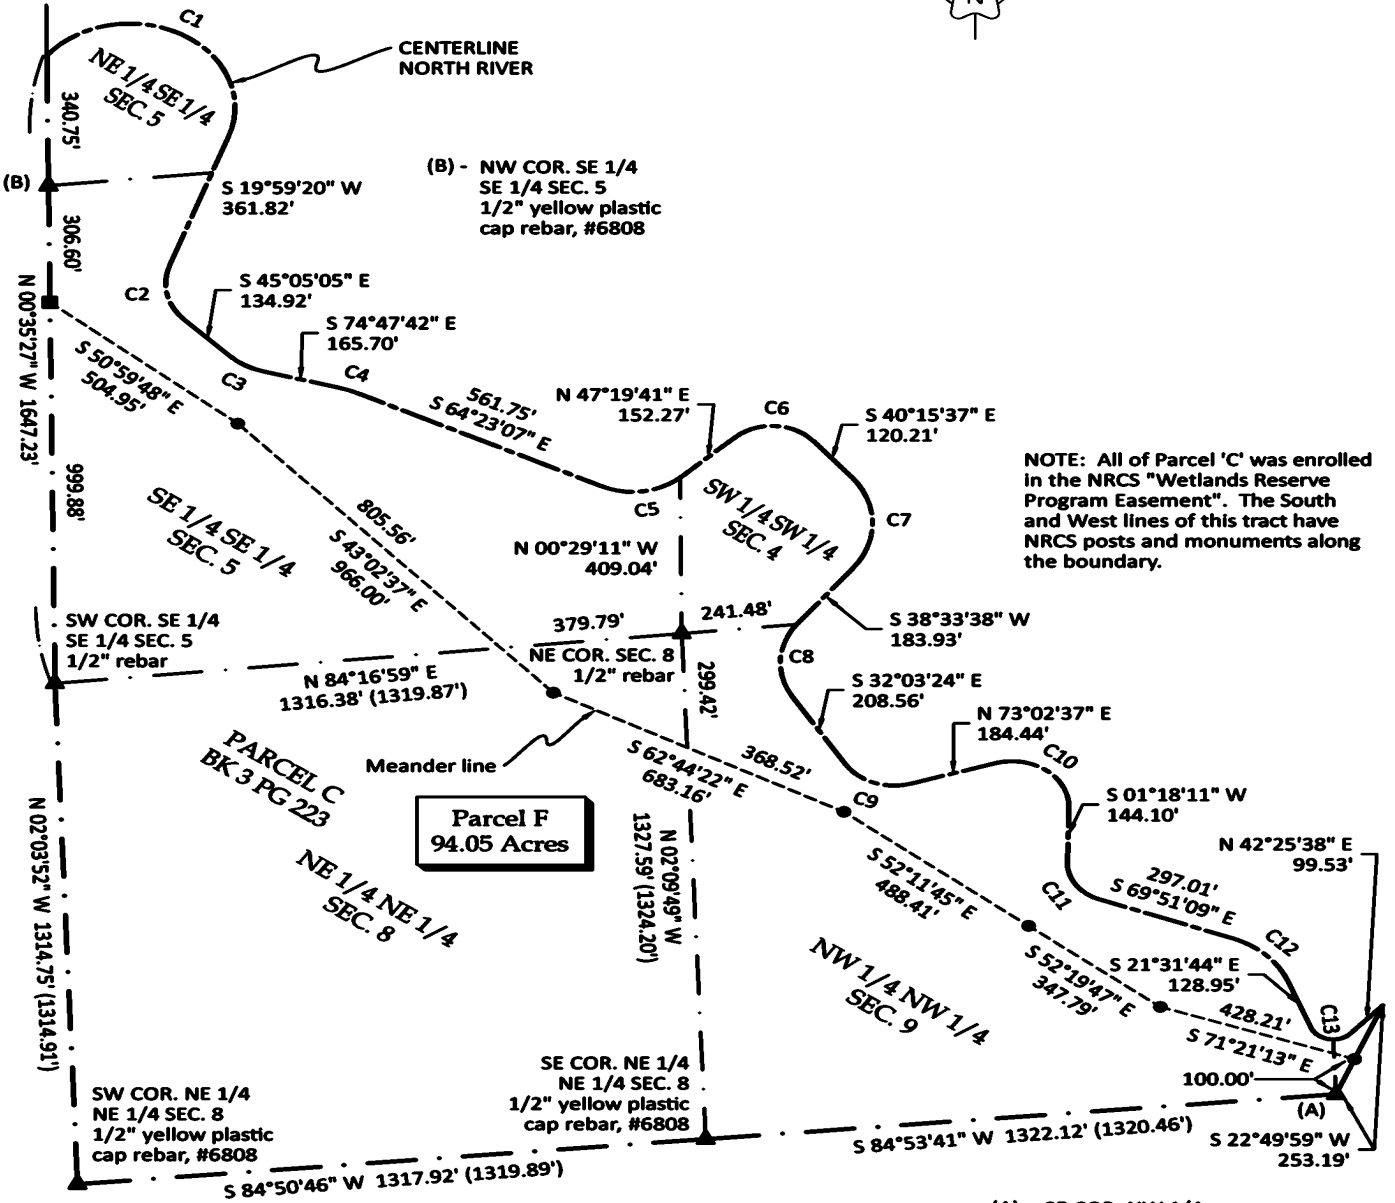 N
C1
CENTERLINE
NORTH RIVER
NE 1/4 SE 1/4
SEC. 5
340.75'
(B)
(B) - NW COR. SE 1/4
SE 1/4 SEC. 5
1/2" yellow plastic
cap rebar, #6808
S 19°59'20" W
361.82'
306.60'
C2
S 45°05'05" E
134.92'
S 74°47'42" E
165.70'
N 00°35'27" W 1647.23'
S 50°59'48" E
504.95'
C3
C4
561.75'
S 64°23'07" E
N 47°19'41" E
152.27'
C6
S 40°15'37" E
120.21'
NOTE: All of Parcel 'C' was enrolled
in the NRCS "Wetlands Reserve
Program Easement". The South
and West lines of this tract have
NRCS posts and monuments along
the boundary.
999.88'
SE 1/4 SE 1/4
SEC. 5
805.56'
S 43°02'37" E
966.00'
C5
SW 1/4 SW 1/4
SEC. 4
C7
N 00°29'11" W
409.04'
SW COR. SE 1/4
SE 1/4 SEC. 5
1/2" rebar
379.79'
241.48'
S 38°33'38" W
183.93'
NE COR. SEC. 8
1/2" rebar
C8
N 84°16'59" E
1316.38' (1319.87')
299.42'
S 32°03'24" E
208.56'
N 73°02'37" E
184.44'
PARCEL C
BK 3 PG 223
Meander line
S 62°44'22" E
683.16'
368.52'
C9
C10
Parcel F
94.05 Acres
S 01°18'11" W
144.10'
N 42°25'38" E
99.53'
N 02°03'52" W 1314.75' (1314.91')
NE 1/4 NE 1/4
SEC. 8
N 02°09'49" W
1327.59' (1324.20')
S 52°11'45" E
488.41'
C11
297.01'
S 69°51'09" E
C12
NW 1/4 NW 1/4
SEC. 9
S 52°19'47" E
347.79'
S 21°31'44" E
128.95'
C13
428.21'
S 71°21'13" E
100.00'
(A)
SE COR. NE 1/4
NE 1/4 SEC. 8
1/2" yellow plastic
cap rebar, #6808
SW COR. NE 1/4
NE 1/4 SEC. 8
1/2" yellow plastic
cap rebar, #6808
S 84°53'41" W 1322.12' (1320.46')
S 22°49'59" W
253.19'
S 84°50'46" W 1317.92' (1319.89')